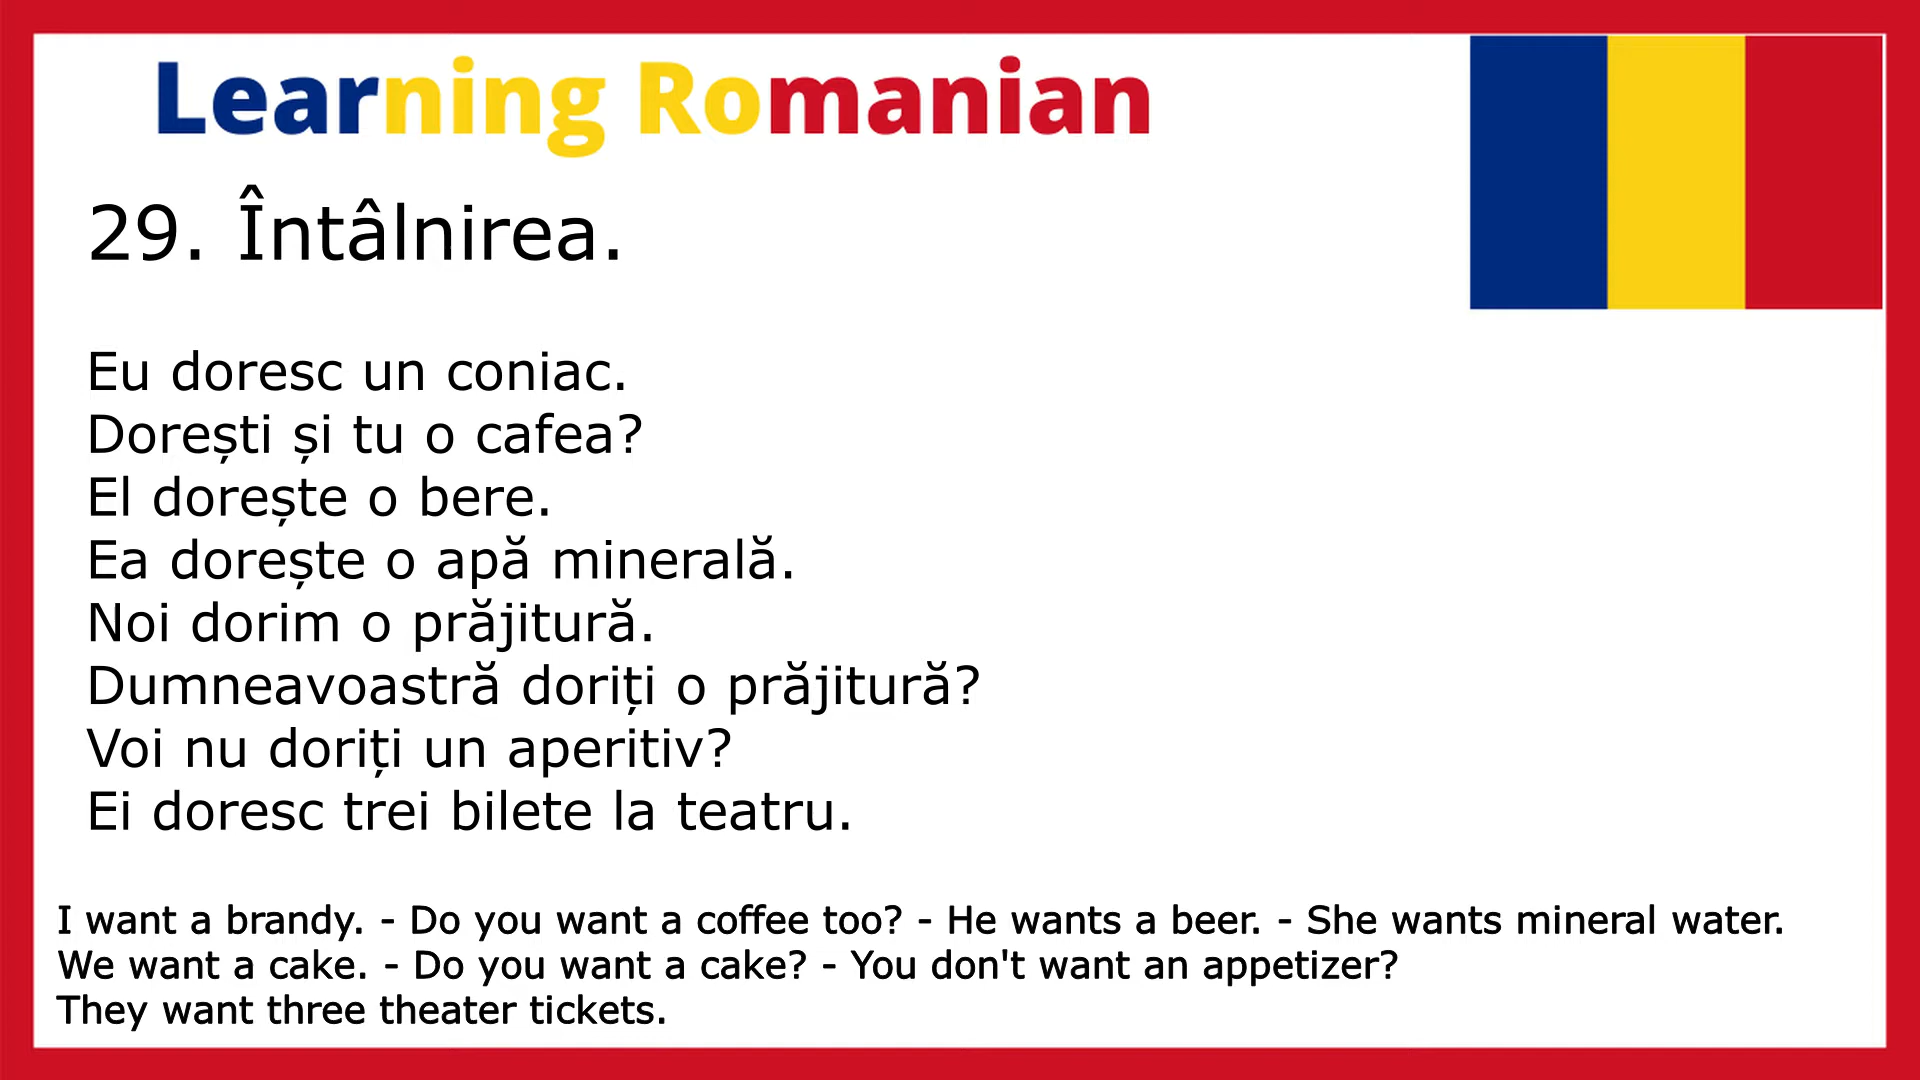 Learning Romanian
29. Întâlnirea.
Eu doresc un coniac.
Dorești și tu o cafea?
El dorește o bere.
Ea dorește o apă minerală.
Noi dorim o prăjitură.
Dumneavoastră doriți o prăjitură?
Voi nu doriți un aperitiv?
Ei doresc trei bilete la teatru.
I want a brandy. - Do you want a coffee too? - He wants a beer. - She wants mineral water.
We want a cake. - Do you want a cake? - You don't want an appetizer?
They want three theater tickets.